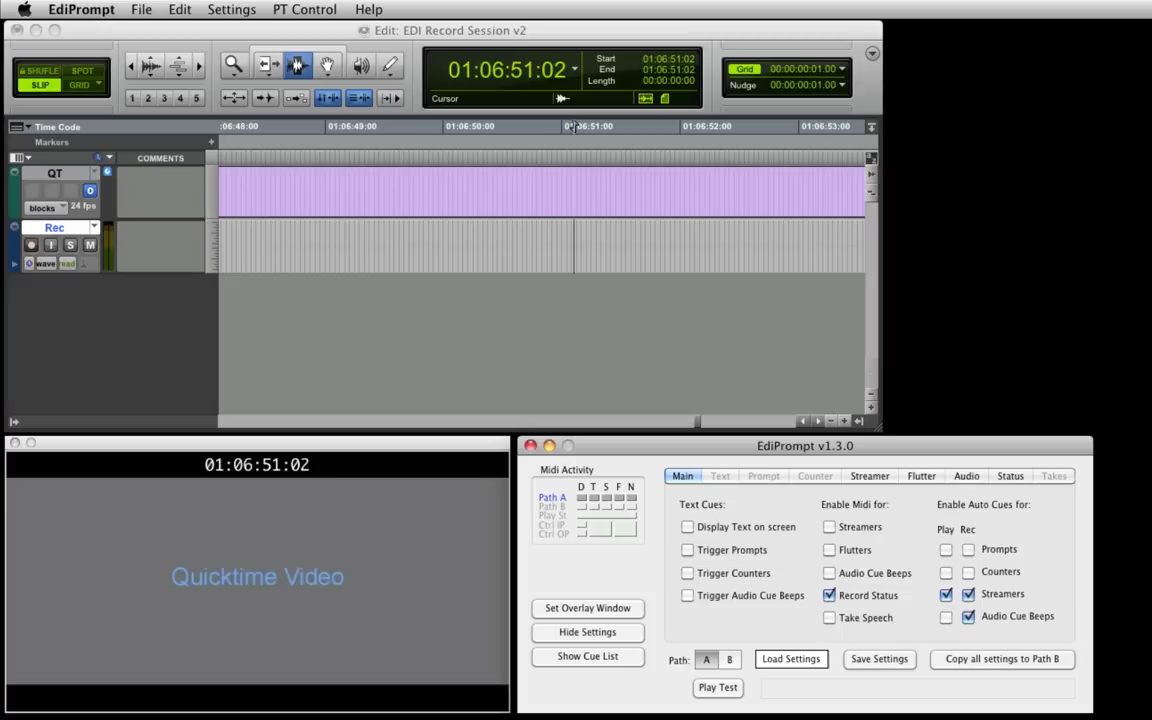 EdiPrompt File Edit Settings PT Control Help
Edit: EDI Record Session v2
SHUFFLE SPOT
SLIP GRID
1 2 3 4 5
01:06:51:02
Start 01:06:51:02
End 01:06:51:02
Length 00:00:00:00
Cursor
Grid 00:00:00:01.00
Nudge 00:00:00:01.00
Time Code :06:48:00 01:06:49:00 01:06:50:00 01:06:51:00 01:06:52:00 01:06:53:00
Markers
COMMENTS
QT
O
blocks 24 fps
Rec
I S M
wave read
01:06:51:02
Quicktime Video
EdiPrompt v1.3.0
Midi Activity
D T S F N
Path A
Path B
Play St
Ctrl IP
Ctrl OP
Set Overlay Window
Hide Settings
Show Cue List
Main Text Prompt Counter Streamer Flutter Audio Status Takes
Text Cues:
Display Text on screen
Trigger Prompts
Trigger Counters
Trigger Audio Cue Beeps
Enable Midi for:
Streamers
Flutters
Audio Cue Beeps
Record Status
Take Speech
Enable Auto Cues for:
Play Rec
Prompts
Counters
Streamers
Audio Cue Beeps
Path: A B
Load Settings
Save Settings
Copy all settings to Path B
Play Test